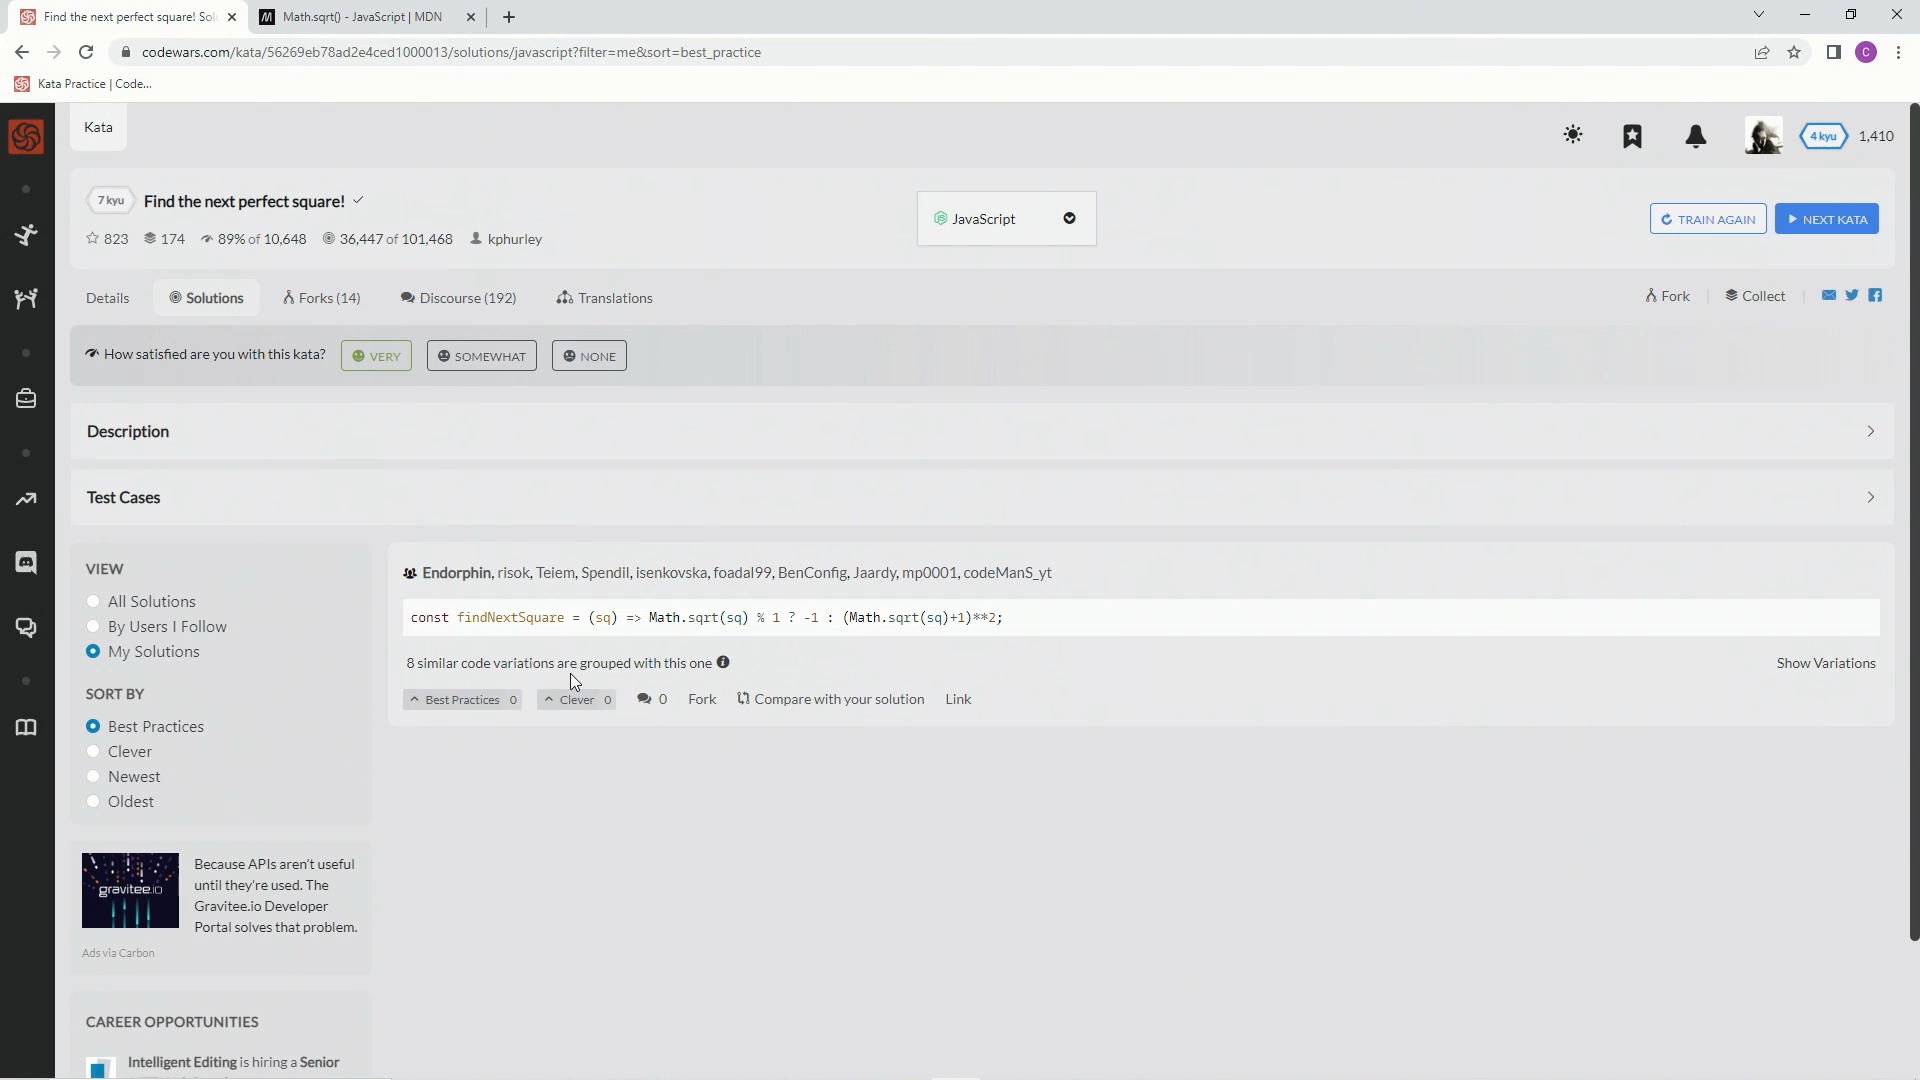 Find the next perfect square! Sol
Math.sqrt() - JavaScript | MDN
codewars.com/kata/56269eb78ad2e4ced1000013/solutions/javascript?filter=me&sort=best_practice
C
Kata Practice | Code...
Kata
4 kyu
1,410
7 kyu
Find the next perfect square!
JavaScript
TRAIN AGAIN
NEXT KATA
823
174
89% of 10,648
36,447 of 101,468
kphurley
Details
Solutions
Forks (14)
Discourse (192)
Translations
Fork
Collect
How satisfied are you with this kata?
VERY
SOMEWHAT
NONE
Description
Test Cases
VIEW
All Solutions
By Users I Follow
My Solutions
SORT BY
Best Practices
Clever
Newest
Oldest
Endorphin, risok, Teiem, Spendil, isenkovska, foadal99, BenConfig, Jaardy, mp0001, codeManS_yt
const findNextSquare = (sq) => Math.sqrt(sq) % 1 ? -1 : (Math.sqrt(sq)+1)**2;
8 similar code variations are grouped with this one
Show Variations
Best Practices 0
Clever 0
0
Fork
Compare with your solution
Link
gravitee.io
Because APIs aren't useful
until they're used. The
Gravitee.io Developer
Portal solves that problem.
Ads via Carbon
CAREER OPPORTUNITIES
Intelligent Editing is hiring a Senior